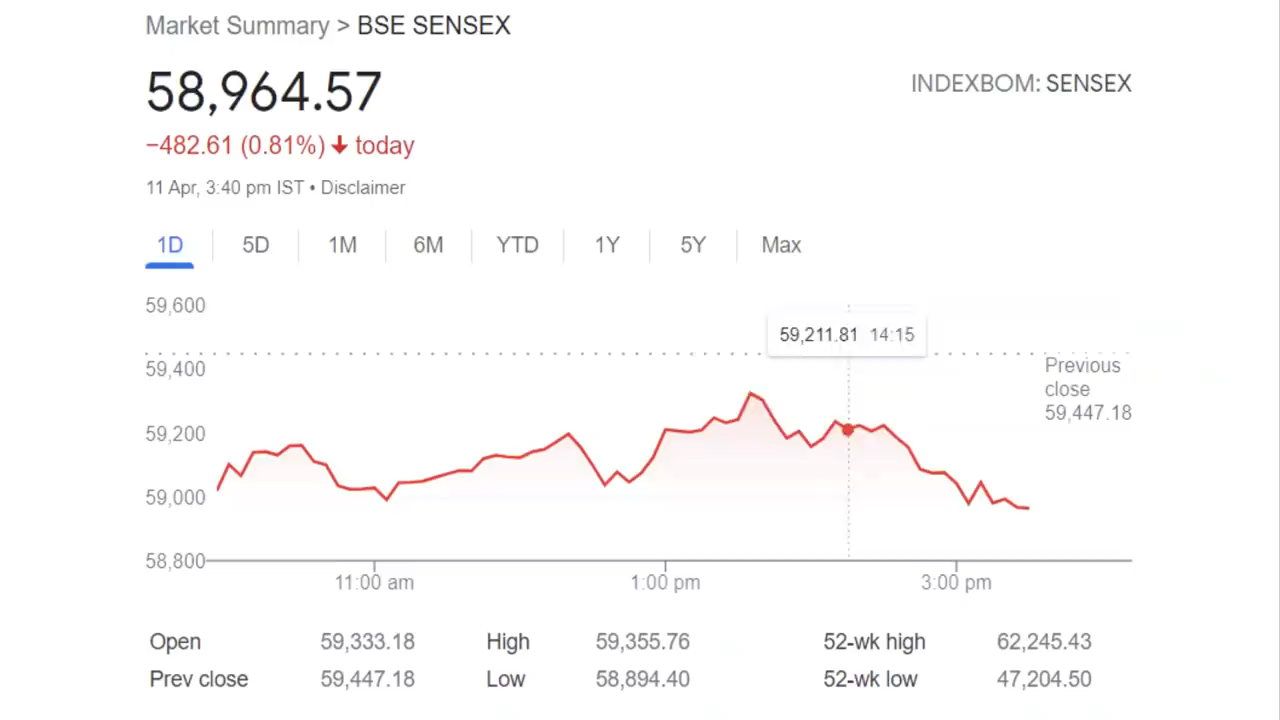 Market Summary > BSE SENSEX
58,964.57
INDEXBOM: SENSEX
−482.61 (0.81%) ↓ today
11 Apr, 3:40 pm IST • Disclaimer
1D 5D 1M 6M YTD 1Y 5Y Max
59,600
59,211.81 14:15
59,400
Previous
close
59,447.18
59,200
59,000
58,800
11:00 am 1:00 pm 3:00 pm
Open 59,333.18 High 59,355.76 52-wk high 62,245.43
Prev close 59,447.18 Low 58,894.40 52-wk low 47,204.50